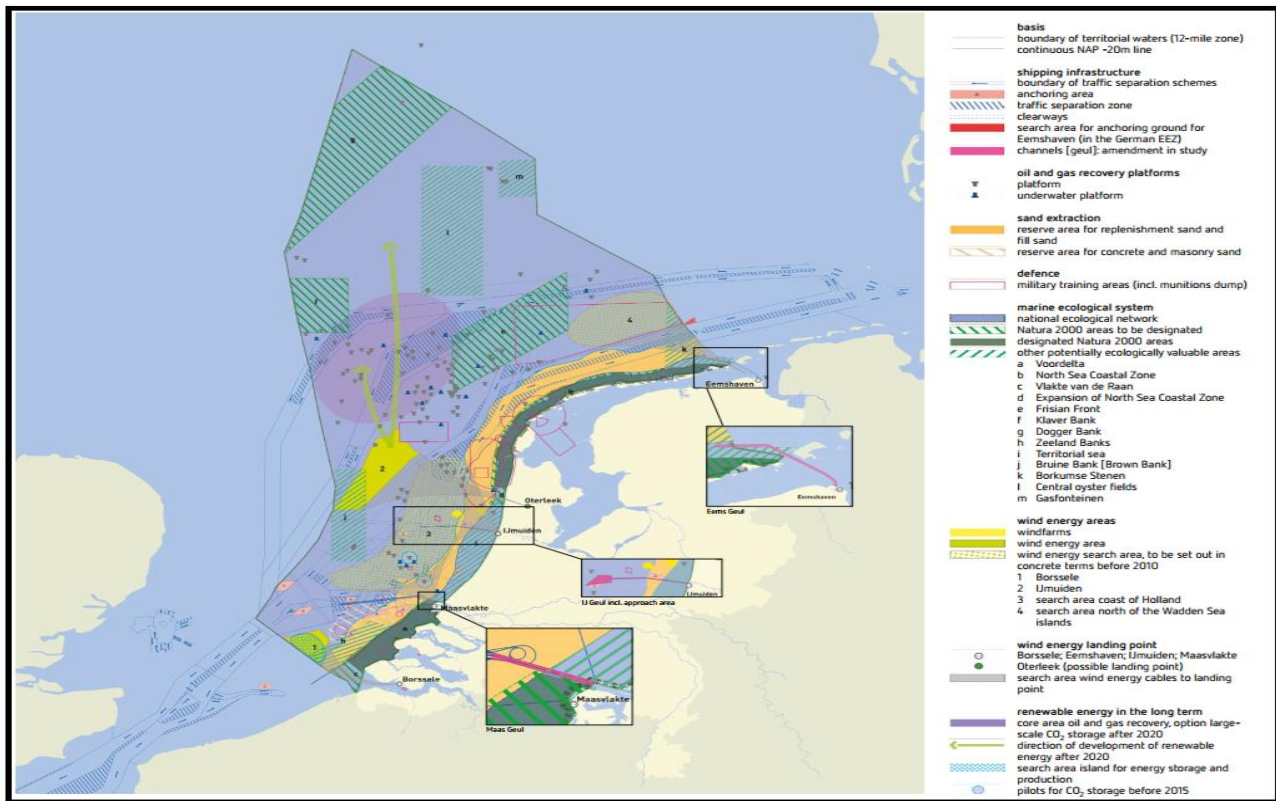 basis
boundary of territorial waters (12-mile zone)
continuous NAP -20m line
shipping infrastructure
boundary of traffic separation schemes
anchoring area
traffic separation zone
clearways
search area for anchoring ground for
Eemshaven (in the German EEZ)
channels [geul]: amendment in study
oil and gas recovery platforms
platform
underwater platform
sand extraction
reserve area for replenishment sand and
fill sand
reserve area for concrete and masonry sand
defence
military training areas (incl. munitions dump)
marine ecological system
national ecological network
Natura 2000 areas to be designated
designated Natura 2000 areas
other potentially ecologically valuable areas
a Voordelta
b North Sea Coastal Zone
c Vlakte van de Raan
d Expansion of North Sea Coastal Zone
e Frisian Front
f Klaver Bank
g Dogger Bank
h Zeeland Banks
i Territorial sea
j Bruine Bank [Brown Bank]
k Borkumse Stenen
l Central oyster fields
m Gasfonteinen
wind energy areas
windfarms
wind energy area
wind energy search area, to be set out in
concrete terms before 2010
1 Borssele
2 IJmuiden
3 search area coast of Holland
4 search area north of the Wadden Sea
islands
wind energy landing point
Borssele; Eemshaven; IJmuiden; Maasvlakte
Oterleek (possible landing point)
search area wind energy cables to landing
point
renewable energy in the long term
core area oil and gas recovery, option large-
scale CO₂ storage after 2020
direction of development of renewable
energy after 2020
search area island for energy storage and
production
pilots for CO₂ storage before 2015
g
m
l
f
e
4
k
Eemshaven
2
d
Oterleek
j
3
i
IJmuiden
Eemshaven
Eems Geul
IJmuiden
IJ Geul incl. approach area
Maasvlakte
h
a
1
c
Borssele
Maasvlakte
Maas Geul